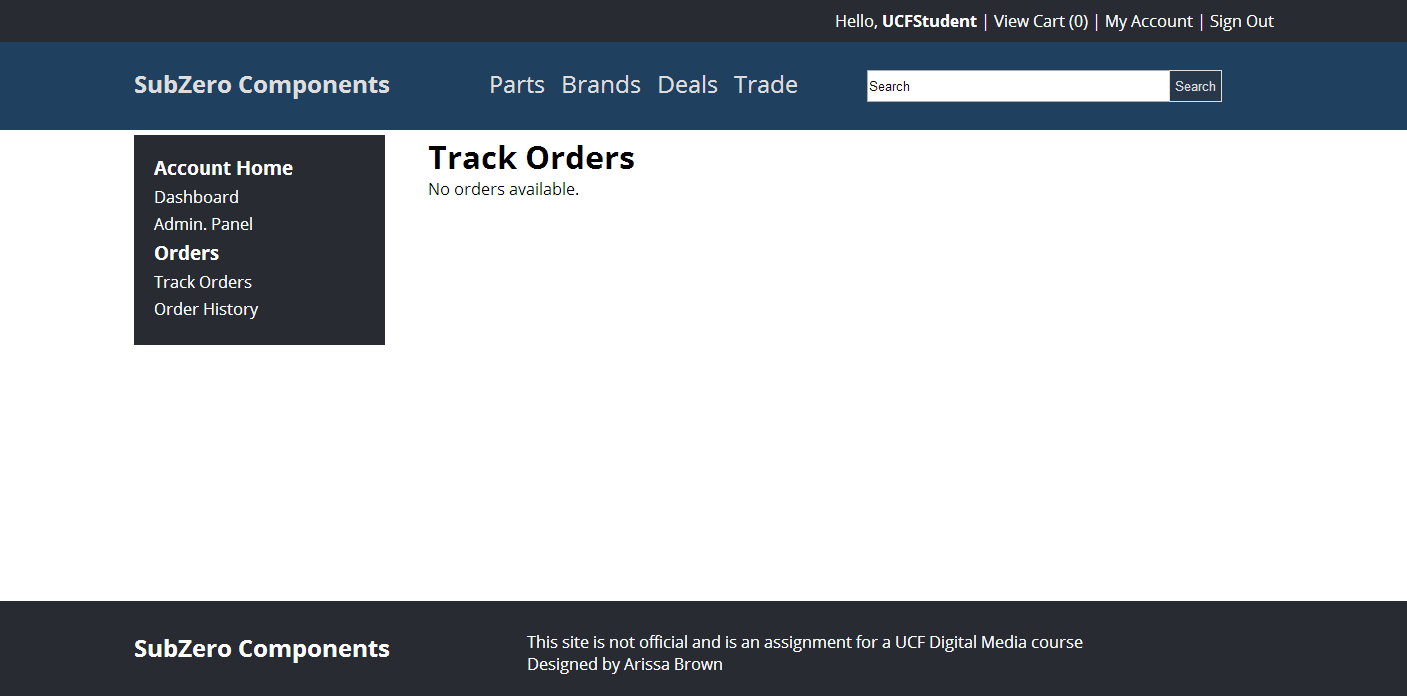 Hello, UCFStudent | View Cart (0) | My Account | Sign Out
SubZero Components Parts Brands Deals Trade Search Search
Account Home
Dashboard
Admin. Panel
Orders
Track Orders
Order History
Track Orders
No orders available.
SubZero Components
This site is not official and is an assignment for a UCF Digital Media course
Designed by Arissa Brown